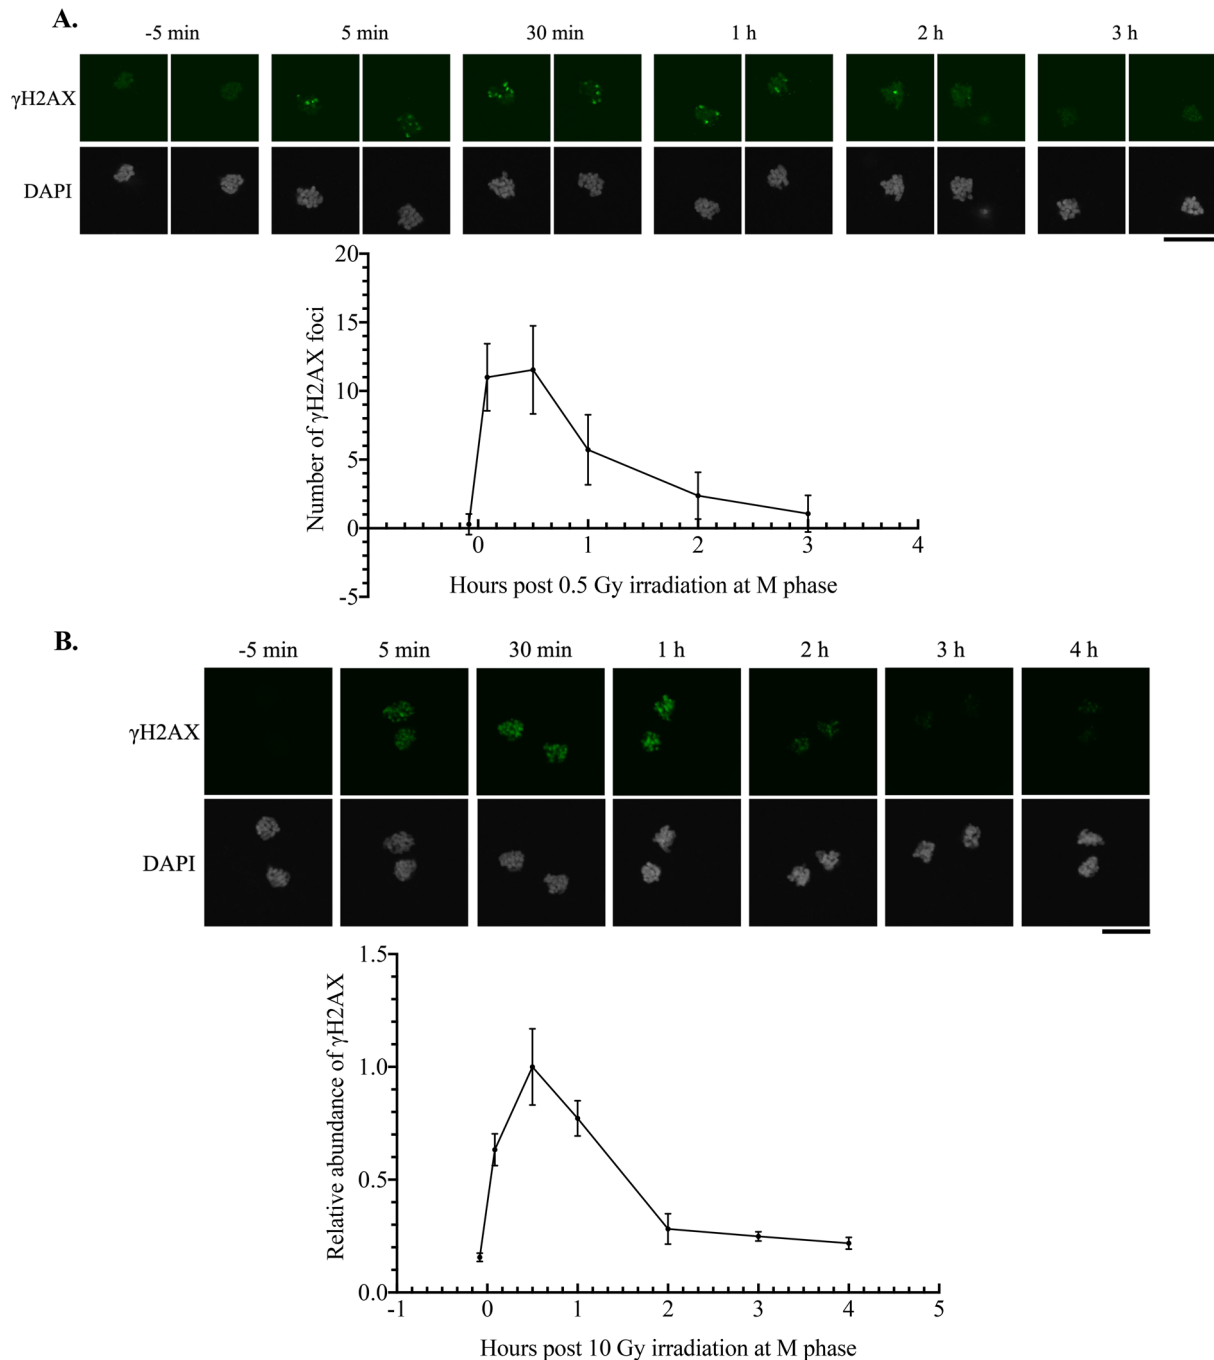 A.
-5 min 5 min 30 min 1 h 2 h 3 h
γH2AX
DAPI
20
15
10
5
0
-5
Number of γH2AX foci
0 1 2 3 4
Hours post 0.5 Gy irradiation at M phase
B.
-5 min 5 min 30 min 1 h 2 h 3 h 4 h
γH2AX
DAPI
1.5
1.0
0.5
0.0
Relative abundance of γH2AX
-1 0 1 2 3 4 5
Hours post 10 Gy irradiation at M phase